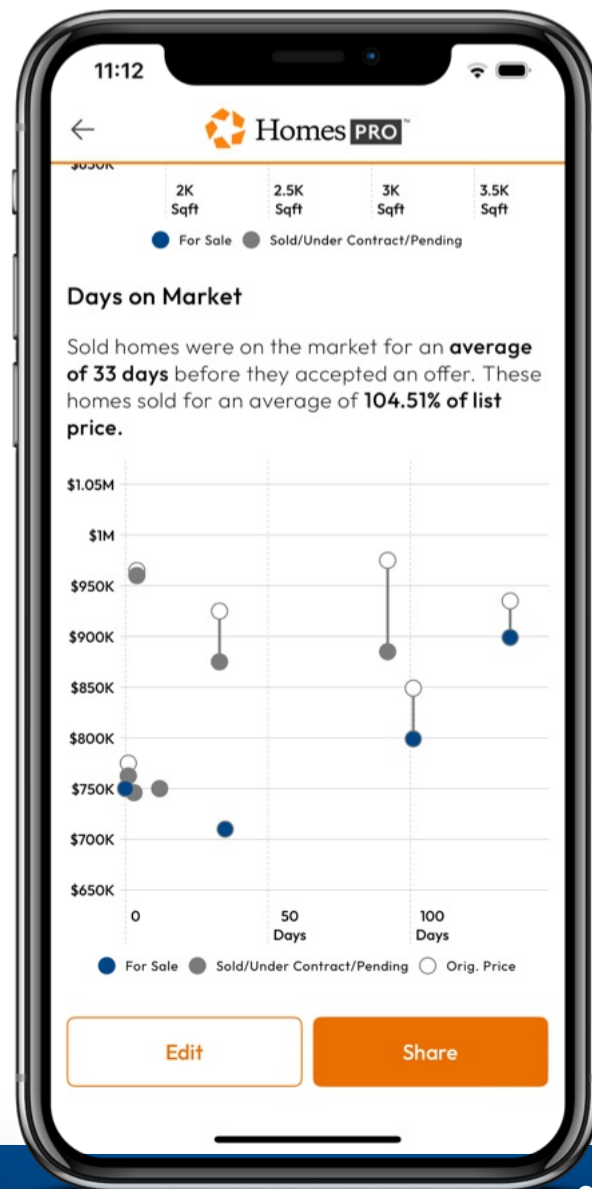 11:12
Homes PRO™
$650K
2K
Sqft
2.5K
Sqft
3K
Sqft
3.5K
Sqft
For Sale
Sold/Under Contract/Pending
Days on Market
Sold homes were on the market for an average
of 33 days before they accepted an offer. These
homes sold for an average of 104.51% of list
price.
$1.05M
$1M
$950K
$900K
$850K
$800K
$750K
$700K
$650K
0
50
Days
100
Days
For Sale
Sold/Under Contract/Pending
Orig. Price
Edit
Share